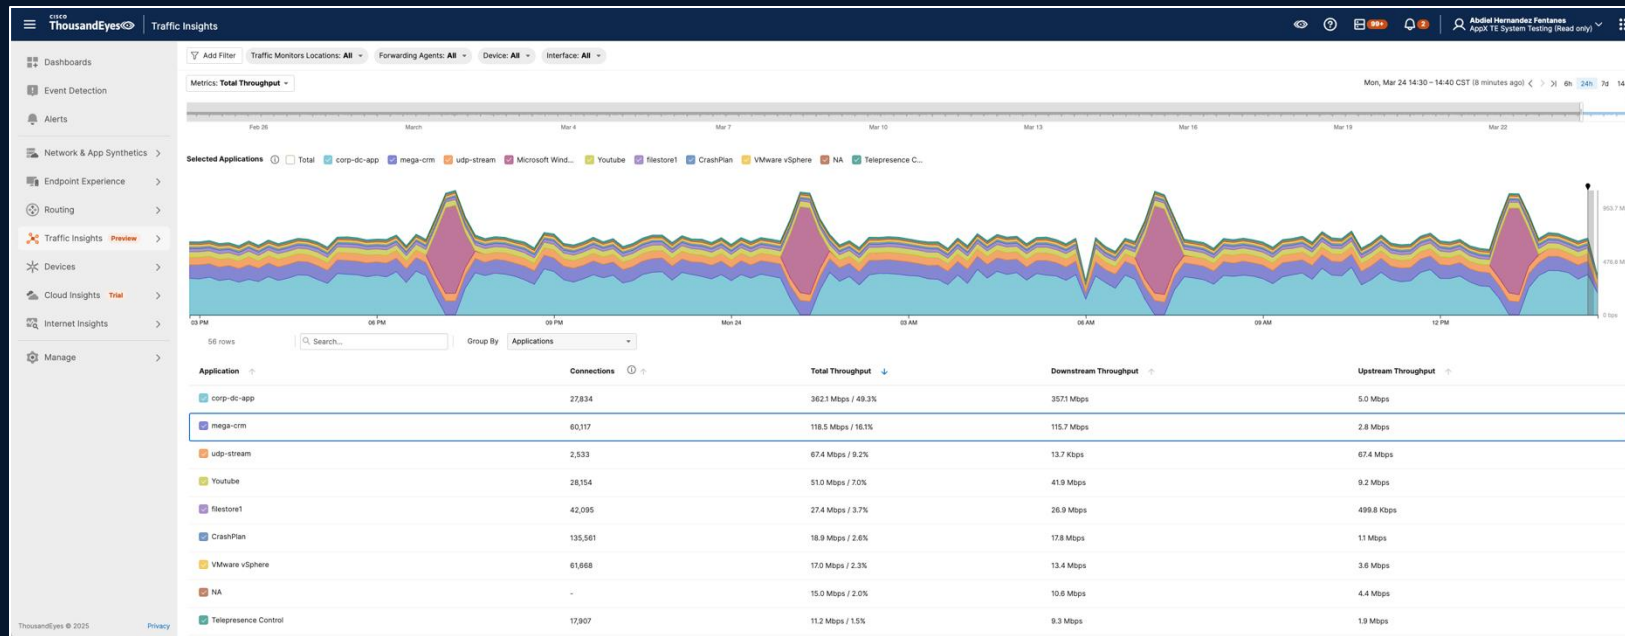 CISCO
ThousandEyes Traffic Insights
99+ 2 Abdiel Hernandez Fentanes
AppX TE System Testing (Read only)
Dashboards
Event Detection
Alerts
Network & App Synthetics
Endpoint Experience
Routing
Traffic Insights Preview
Devices
Cloud Insights Trial
Internet Insights
Manage
ThousandEyes © 2025 Privacy
Add Filter Traffic Monitors Locations: All Forwarding Agents: All Device: All Interface: All
Metrics: Total Throughput Mon, Mar 24 14:30 – 14:40 CST (8 minutes ago) 6h 24h 7d 14
Feb 26 March Mar 4 Mar 7 Mar 10 Mar 13 Mar 16 Mar 19 Mar 22
Selected Applications Total corp-dc-app mega-crm udp-stream Microsoft Wind... Youtube filestore1 CrashPlan VMware vSphere NA Telepresence C...
953.7 M
476.8 M
0 bps
03 PM 06 PM 09 PM Mon 24 03 AM 06 AM 09 AM 12 PM
56 rows Search... Group By Applications
Application Connections Total Throughput Downstream Throughput Upstream Throughput
corp-dc-app 27,834 362.1 Mbps / 49.3% 357.1 Mbps 5.0 Mbps
mega-crm 60,117 118.5 Mbps / 16.1% 115.7 Mbps 2.8 Mbps
udp-stream 2,533 67.4 Mbps / 9.2% 13.7 Kbps 67.4 Mbps
Youtube 28,154 51.0 Mbps / 7.0% 41.9 Mbps 9.2 Mbps
filestore1 42,095 27.4 Mbps / 3.7% 26.9 Mbps 499.8 Kbps
CrashPlan 135,561 18.9 Mbps / 2.6% 17.8 Mbps 1.1 Mbps
VMware vSphere 61,668 17.0 Mbps / 2.3% 13.4 Mbps 3.6 Mbps
NA - 15.0 Mbps / 2.0% 10.6 Mbps 4.4 Mbps
Telepresence Control 17,907 11.2 Mbps / 1.5% 9.3 Mbps 1.9 Mbps